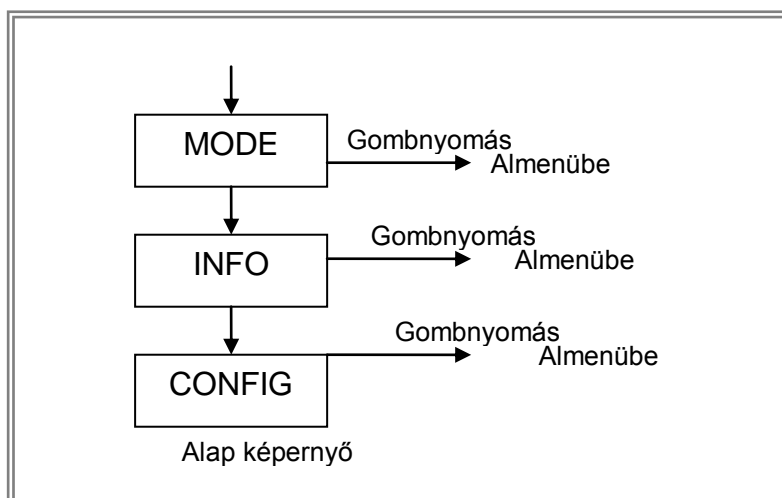 MODE
Gombnyomás
Almenübe
INFO
Gombnyomás
Almenübe
CONFIG
Gombnyomás
Almenübe
Alap képernyő